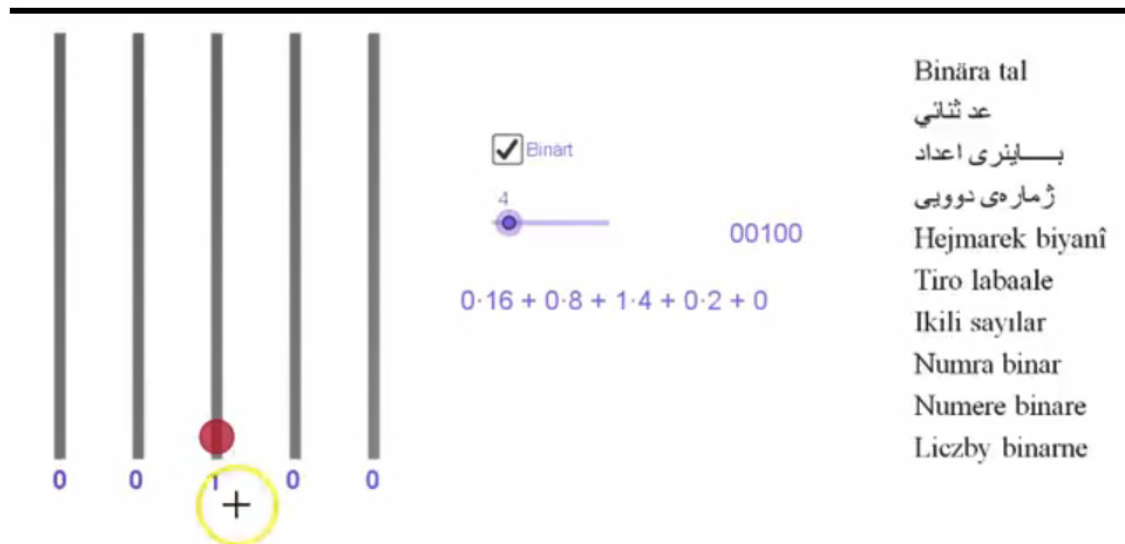 Binärt
4
00100
0·16 + 0·8 + 1·4 + 0·2 + 0
0 0 1 0 0
Binära tal
عد ثنائي
بـــاينرى اعداد
ژمارەی دوویی
Hejmarek biyanî
Tiro labaale
Ikili sayılar
Numra binar
Numere binare
Liczby binarne